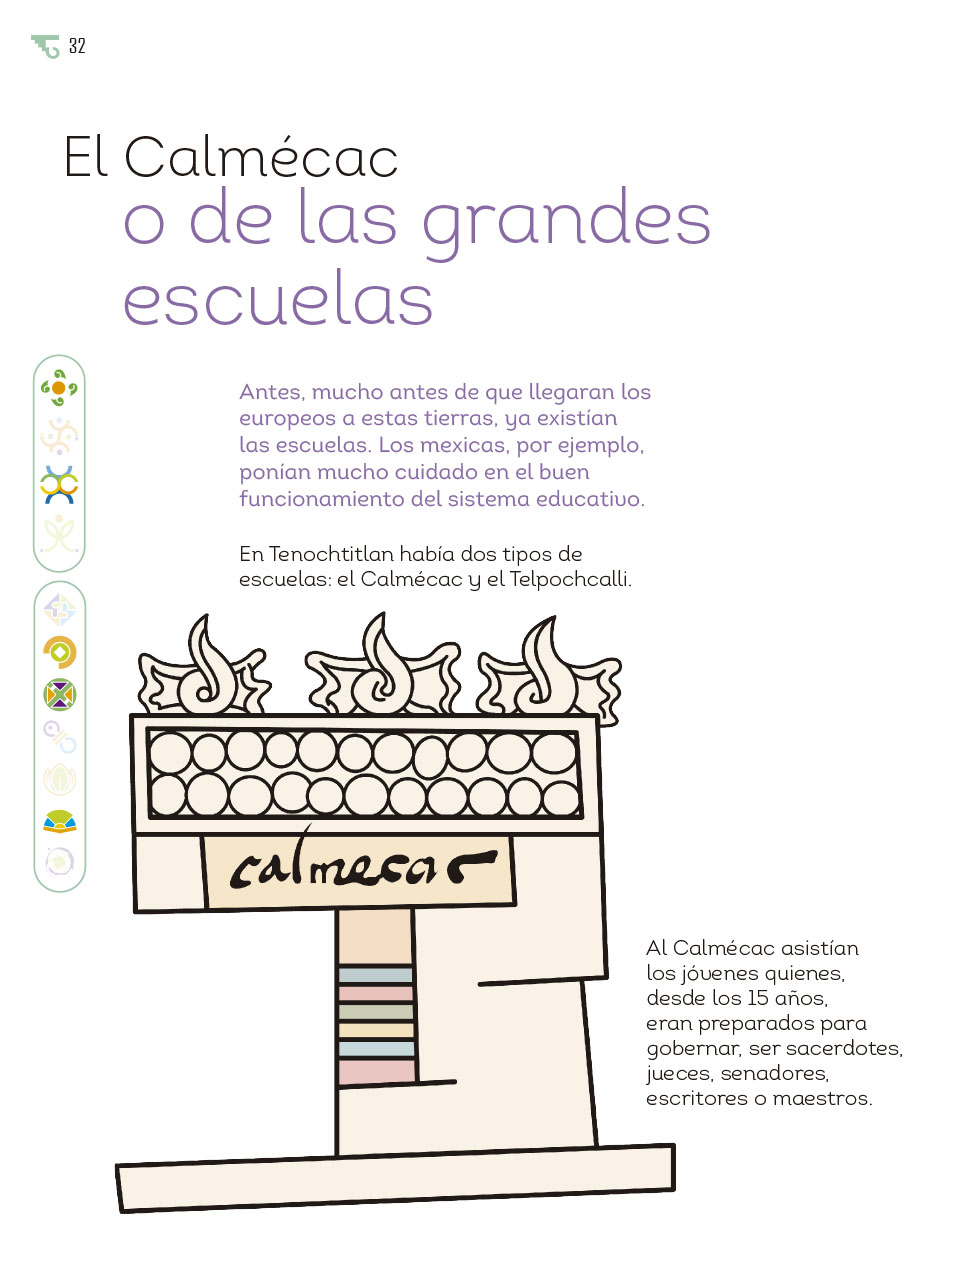 32
El Calmécac
o de las grandes
escuelas
Antes, mucho antes de que llegaran los
europeos a estas tierras, ya existían
las escuelas. Los mexicas, por ejemplo,
ponían mucho cuidado en el buen
funcionamiento del sistema educativo.
En Tenochtitlan había dos tipos de
escuelas: el Calmécac y el Telpochcalli.
calmecac
Al Calmécac asistían
los jóvenes quienes,
desde los 15 años,
eran preparados para
gobernar, ser sacerdotes,
jueces, senadores,
escritores o maestros.